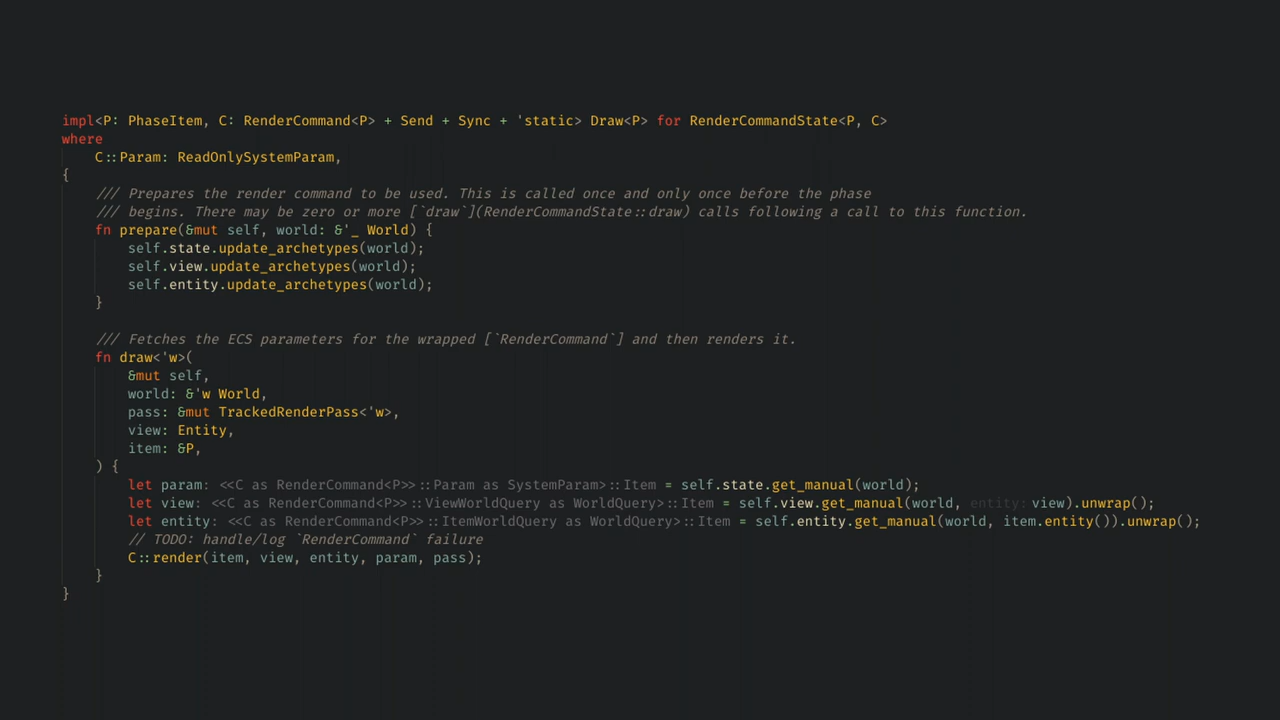 impl<P: PhaseItem, C: RenderCommand<P> + Send + Sync + 'static> Draw<P> for RenderCommandState<P, C>
where
    C::Param: ReadOnlySystemParam,
{
    /// Prepares the render command to be used. This is called once and only once before the phase
    /// begins. There may be zero or more [`draw`](RenderCommandState::draw) calls following a call to this function.
    fn prepare(&mut self, world: &'_ World) {
        self.state.update_archetypes(world);
        self.view.update_archetypes(world);
        self.entity.update_archetypes(world);
    }

    /// Fetches the ECS parameters for the wrapped [`RenderCommand`] and then renders it.
    fn draw<'w>(
        &mut self,
        world: &'w World,
        pass: &mut TrackedRenderPass<'w>,
        view: Entity,
        item: &P,
    ) {
        let param: <<C as RenderCommand<P>>::Param as SystemParam>::Item = self.state.get_manual(world);
        let view: <<C as RenderCommand<P>>::ViewWorldQuery as WorldQuery>::Item = self.view.get_manual(world, entity: view).unwrap();
        let entity: <<C as RenderCommand<P>>::ItemWorldQuery as WorldQuery>::Item = self.entity.get_manual(world, item.entity()).unwrap();
        // TODO: handle/log `RenderCommand` failure
        C::render(item, view, entity, param, pass);
    }
}